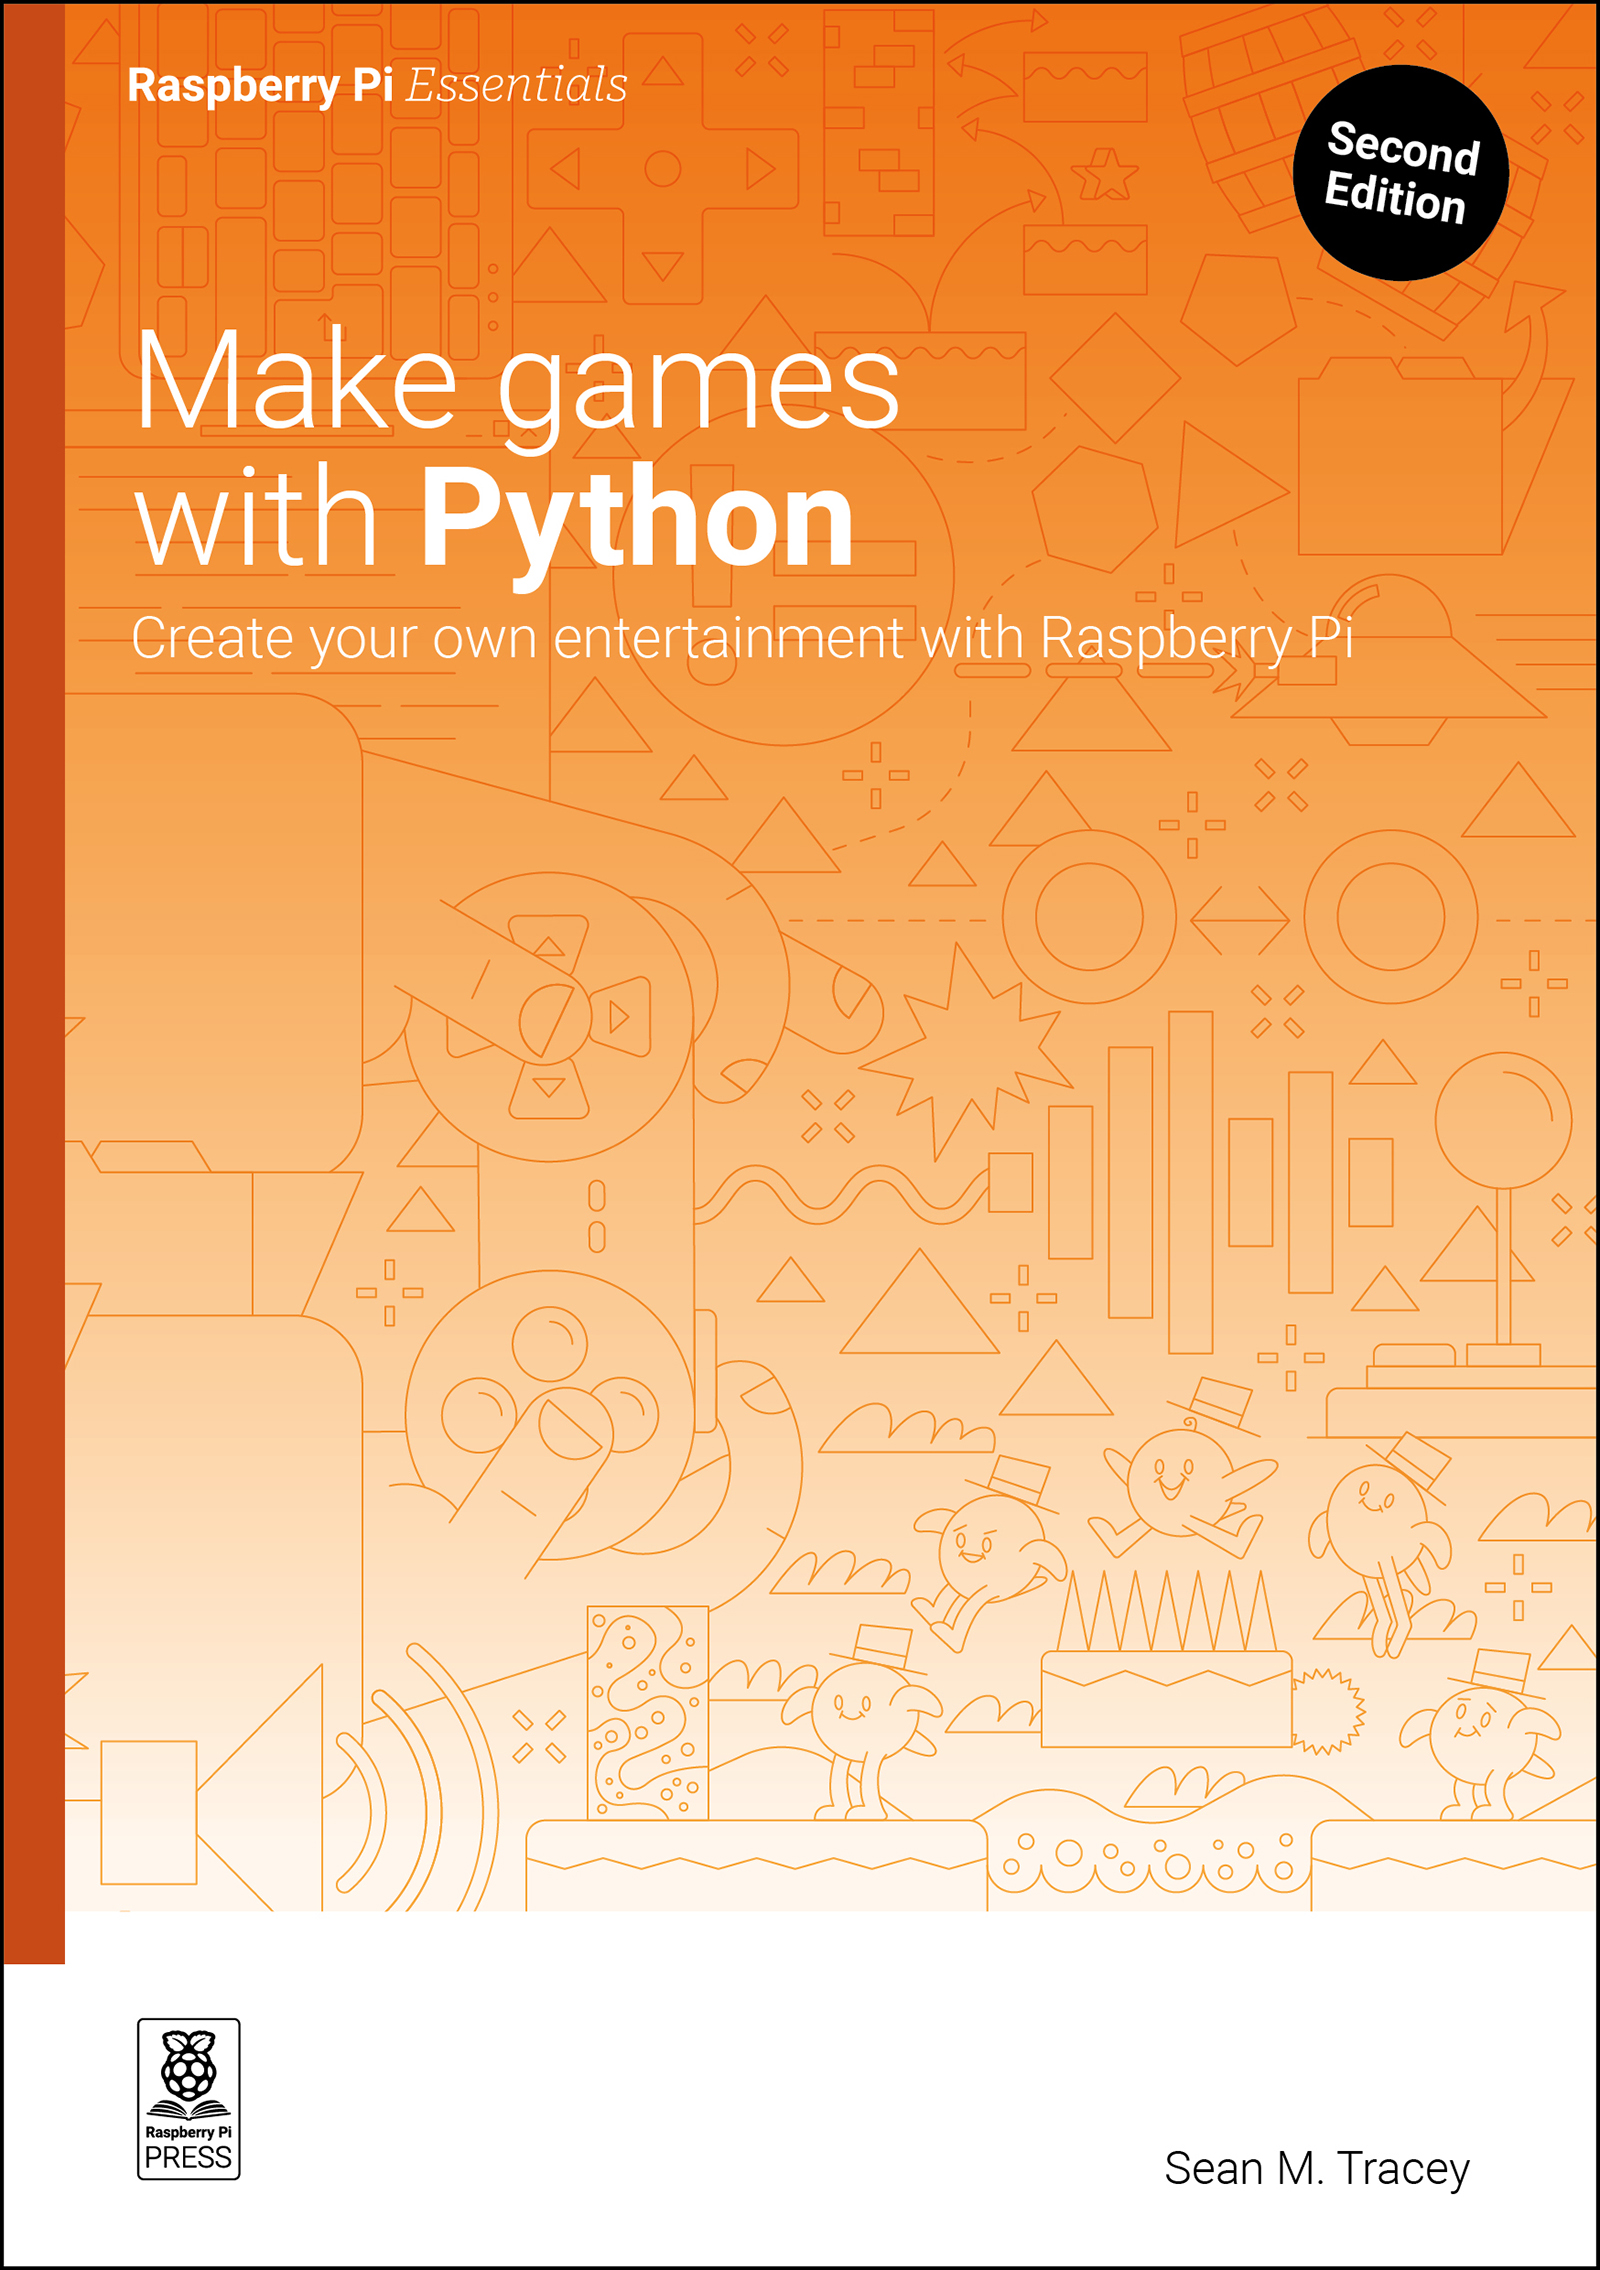 Raspberry Pi Essentials
Second
Edition
Make games
with Python
Create your own entertainment with Raspberry Pi
Raspberry Pi
PRESS
Sean M. Tracey